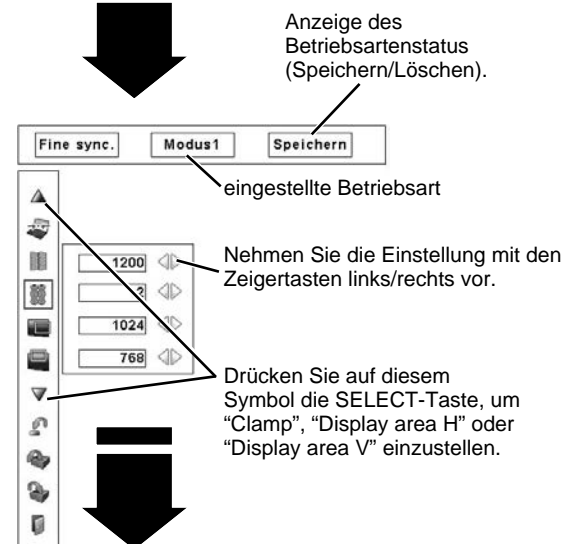 Anzeige des
Betriebsartenstatus
(Speichern/Löschen).
Fine sync. Modus1 Speichern
eingestellte Betriebsart
Nehmen Sie die Einstellung mit den
Zeigertasten links/rechts vor.
1200
2
1024
768
Drücken Sie auf diesem
Symbol die SELECT-Taste, um
“Clamp”, “Display area H” oder
“Display area V” einzustellen.